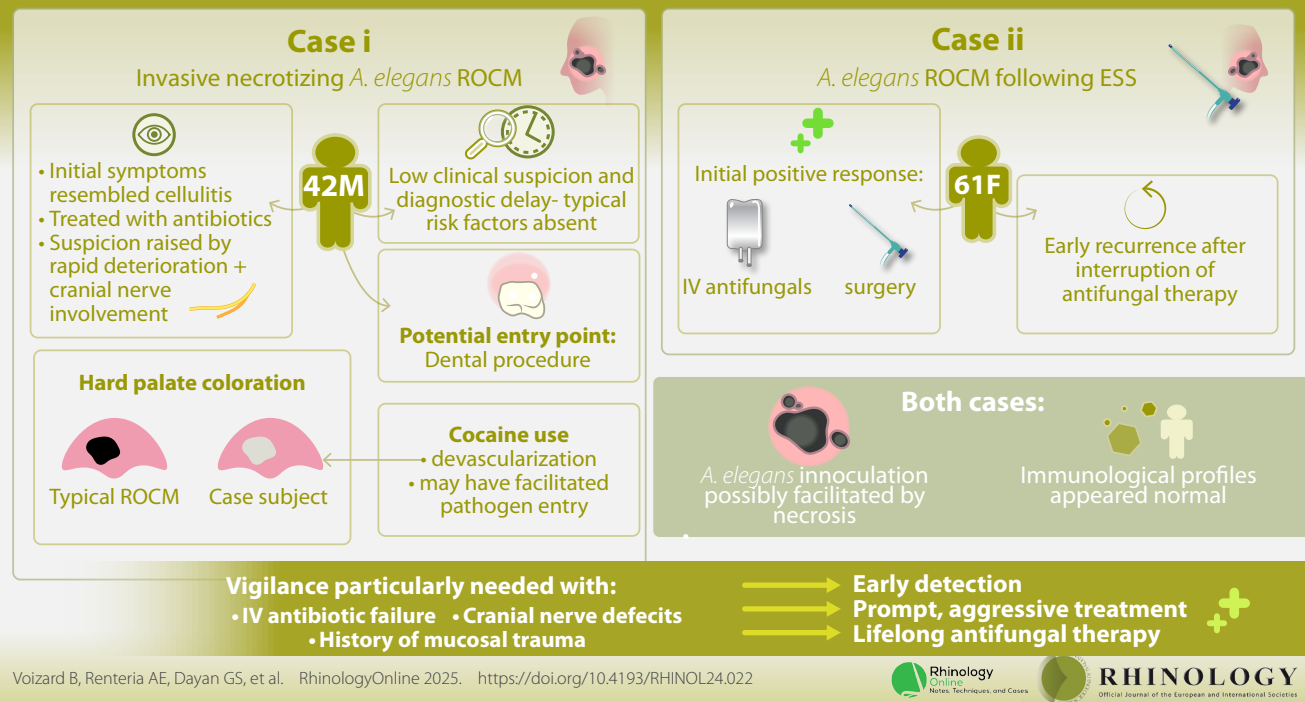 Case i
Invasive necrotizing A. elegans ROCM
• Initial symptoms
resembled cellulitis
• Treated with antibiotics
• Suspicion raised by
rapid deterioration +
cranial nerve
involvement
42M
Low clinical suspicion and
diagnostic delay- typical
risk factors absent
Potential entry point:
Dental procedure
Hard palate coloration
Typical ROCM
Case subject
Cocaine use
• devascularization
• may have facilitated
pathogen entry
Case ii
A. elegans ROCM following ESS
Initial positive response:
IV antifungals
surgery
61F
Early recurrence after
interruption of
antifungal therapy
Both cases:
A. elegans innoculation
possibly facilitated by
necrosis
Immunological profiles
appeared normal
•
Vigilance particularly needed with:
• IV antibiotic failure • Cranial nerve defecits
• History of mucosal trauma
Early detection
Prompt, aggressive treatment
Lifelong antifungal therapy
Voizard B, Renteria AE, Dayan GS, et al. RhinologyOnline 2025. https://doi.org/10.4193/RHINOL24.022
Rhinology
Online
Notes, Techniques, and Cases
RHINOLOGY
Official Journal of the European and International Societies